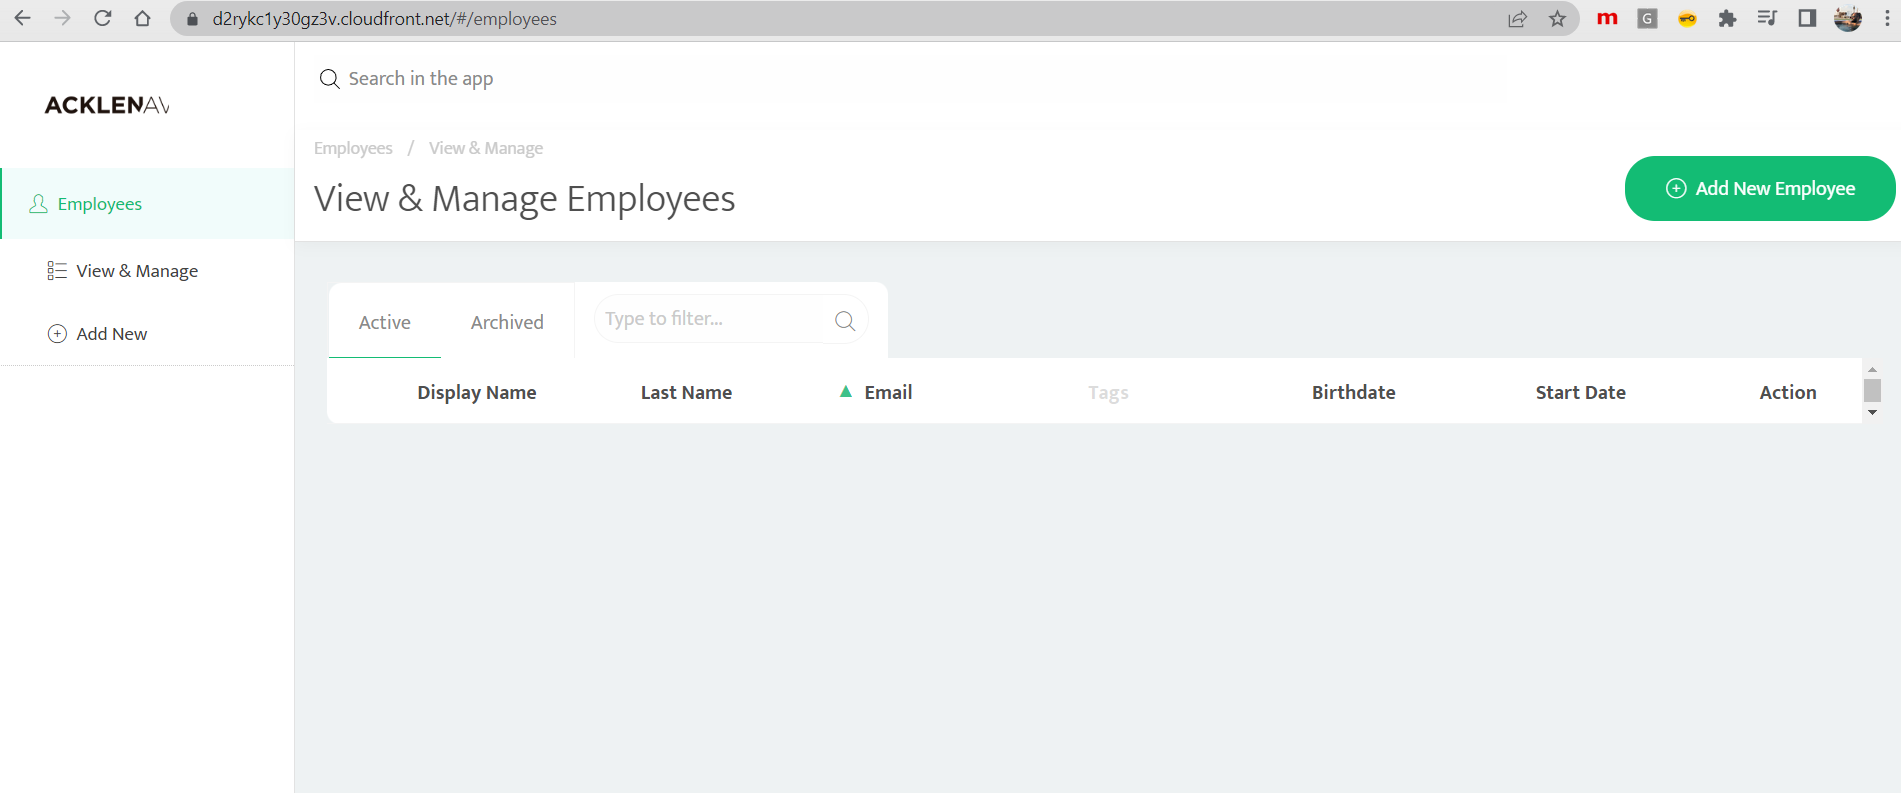 d2rykc1y30gz3v.cloudfront.net/#/employees
m
G
ACKLENAV
Search in the app
Employees / View & Manage
View & Manage Employees
Add New Employee
Employees
View & Manage
Add New
Active
Archived
Type to filter...
Display Name Last Name Email Tags Birthdate Start Date Action